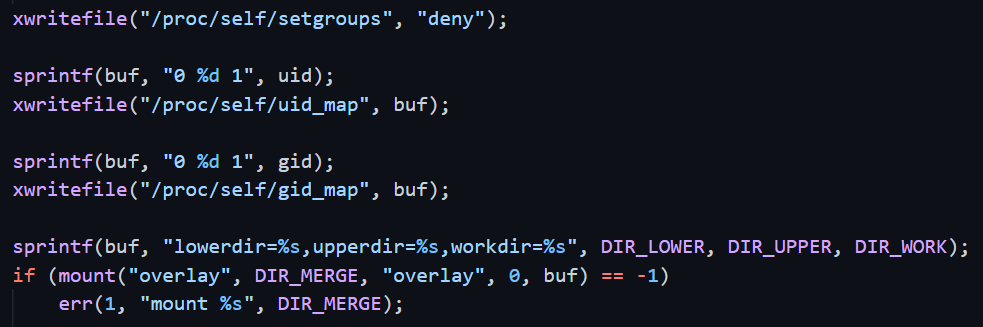 xwritefile("/proc/self/setgroups", "deny");
sprintf(buf, "0 %d 1", uid);
xwritefile("/proc/self/uid_map", buf);
sprintf(buf, "0 %d 1", gid);
xwritefile("/proc/self/gid_map", buf);
sprintf(buf, "lowerdir=%s,upperdir=%s,workdir=%s", DIR_LOWER, DIR_UPPER, DIR_WORK);
if (mount("overlay", DIR_MERGE, "overlay", 0, buf) == -1)
    err(1, "mount %s", DIR_MERGE);